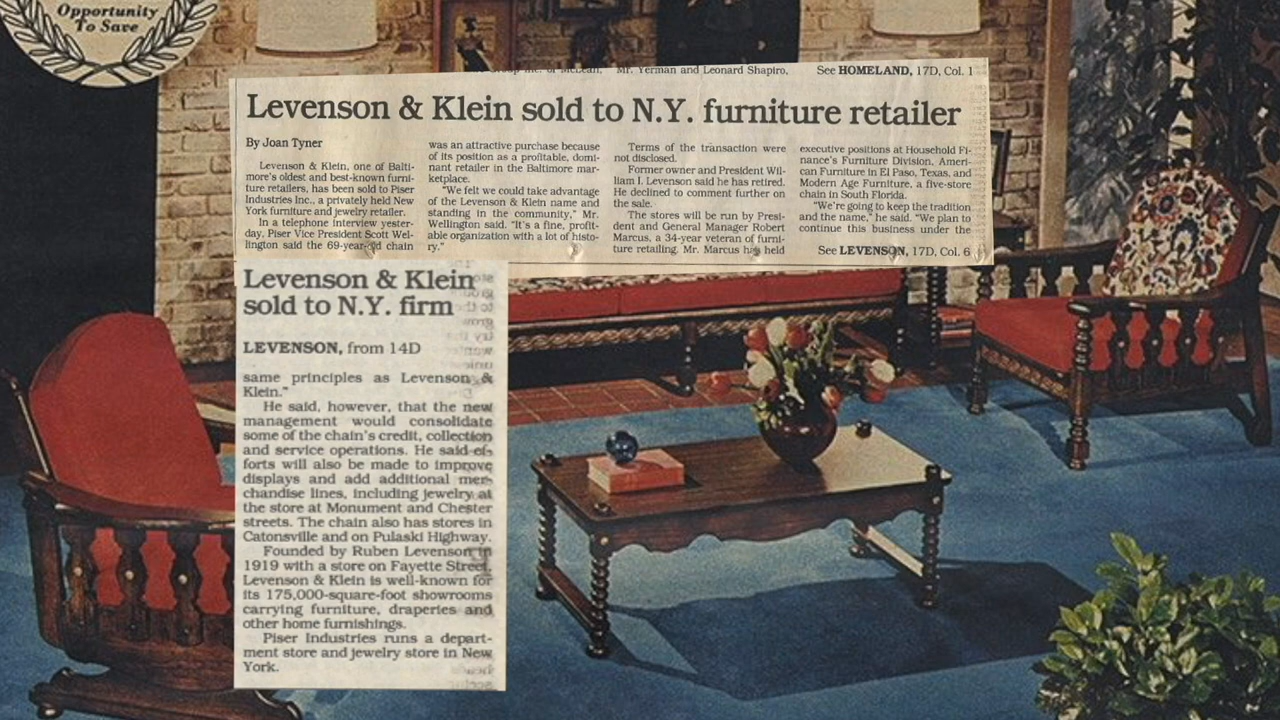 Opportunity
To Save
Group Inc. of McLean,
Mr. Yerman and Leonard Shapiro,
See HOMELAND, 17D, Col. 1
Levenson & Klein sold to N.Y. furniture retailer
By Joan Tyner
Levenson & Klein, one of Balti-
more's oldest and best-known furni-
ture retailers, has been sold to Piser
Industries Inc., a privately held New
York furniture and jewelry retailer.
In a telephone interview yester-
day, Piser Vice President Scott Wel-
lington said the 69-year-old chain
was an attractive purchase because
of its position as a profitable, domi-
nant retailer in the Baltimore mar-
ketplace.
"We felt we could take advantage
of the Levenson & Klein name and
standing in the community," Mr.
Wellington said. "It's a fine, profit-
able organization with a lot of histo-
ry."
Terms of the transaction were
not disclosed.
Former owner and President Wil-
liam I. Levenson said he has retired.
He declined to comment further on
the sale.
The stores will be run by Presi-
dent and General Manager Robert
Marcus, a 34-year veteran of furni-
ture retailing. Mr. Marcus has held
executive positions at Household Fi-
nance's Furniture Division, Ameri-
can Furniture in El Paso, Texas, and
Modern Age Furniture, a five-store
chain in South Florida.
"We're going to keep the tradition
and the name," he said. "We plan to
continue this business under the
See LEVENSON, 17D, Col. 6
Levenson & Klein
sold to N.Y. firm
LEVENSON, from 14D
same principles as Levenson &
Klein."
He said, however, that the new
management would consolidate
some of the chain's credit, collection
and service operations. He said ef-
forts will also be made to improve
displays and add additional mer-
chandise lines, including jewelry at
the store at Monument and Chester
streets. The chain also has stores in
Catonsville and on Pulaski Highway.
Founded by Ruben Levenson in
1919 with a store on Fayette Street,
Levenson & Klein is well-known for
its 175,000-square-foot showrooms
carrying furniture, draperies and
other home furnishings.
Piser Industries runs a depart-
ment store and jewelry store in New
York.